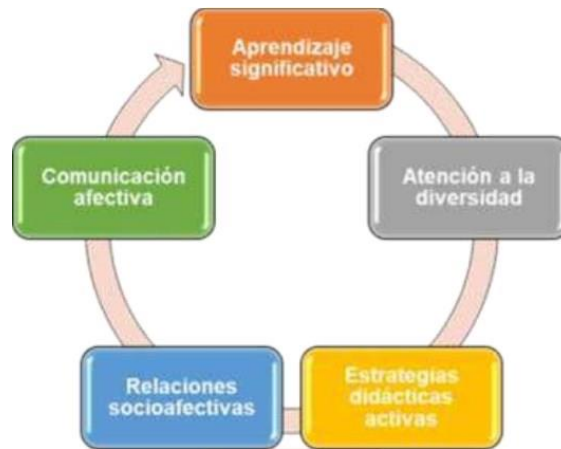 Aprendizaje
significativo
Atención a la
diversidad
Estrategias
didácticas
activas
Relaciones
socioafectivas
Comunicación
afectiva